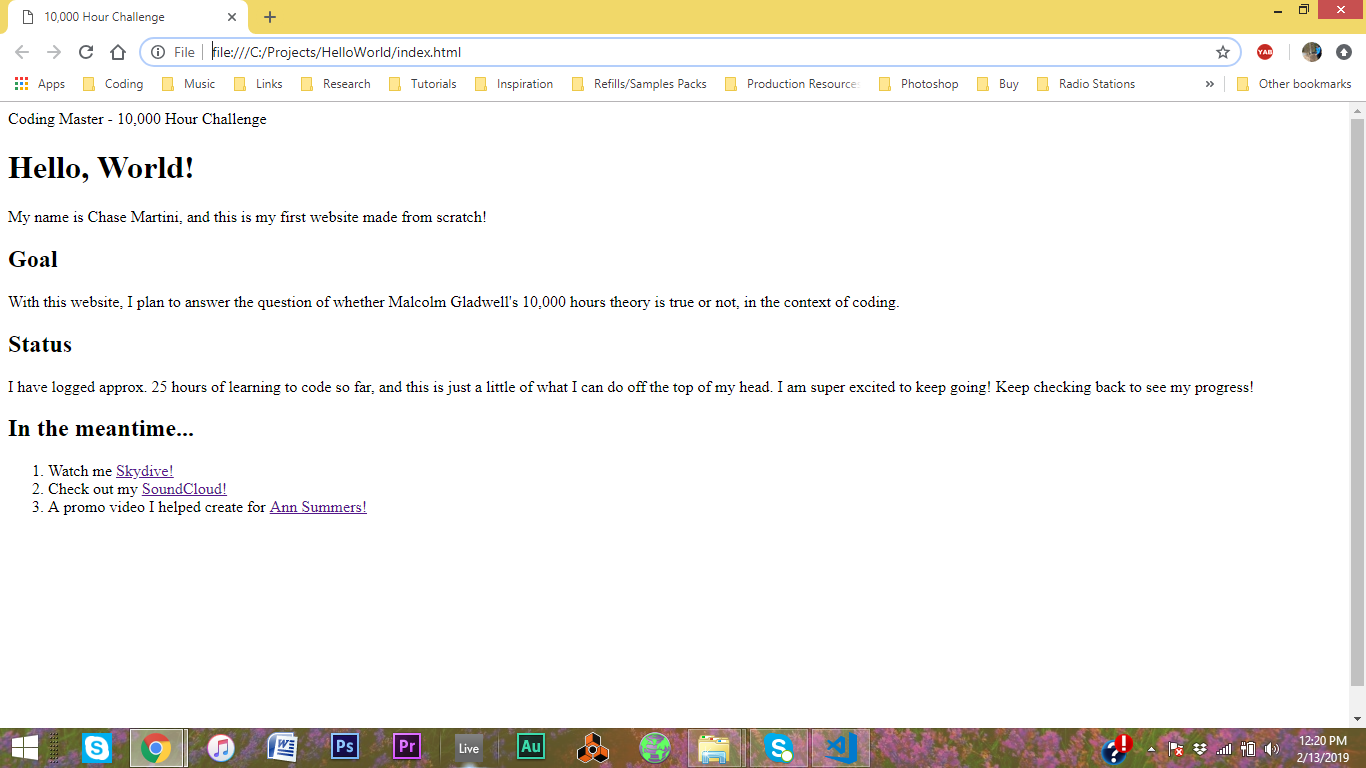 10,000 Hour Challenge
File file:///C:/Projects/HelloWorld/index.html
YAB
Apps Coding Music Links Research Tutorials Inspiration Refills/Samples Packs Production Resource Photoshop Buy Radio Stations » Other bookmarks
Coding Master - 10,000 Hour Challenge
Hello, World!
My name is Chase Martini, and this is my first website made from scratch!
Goal
With this website, I plan to answer the question of whether Malcolm Gladwell's 10,000 hours theory is true or not, in the context of coding.
Status
I have logged approx. 25 hours of learning to code so far, and this is just a little of what I can do off the top of my head. I am super excited to keep going! Keep checking back to see my progress!
In the meantime...
1. Watch me Skydive!
2. Check out my SoundCloud!
3. A promo video I helped create for Ann Summers!
S W Ps Pr Live Au S ? ! 12:20 PM
2/13/2019